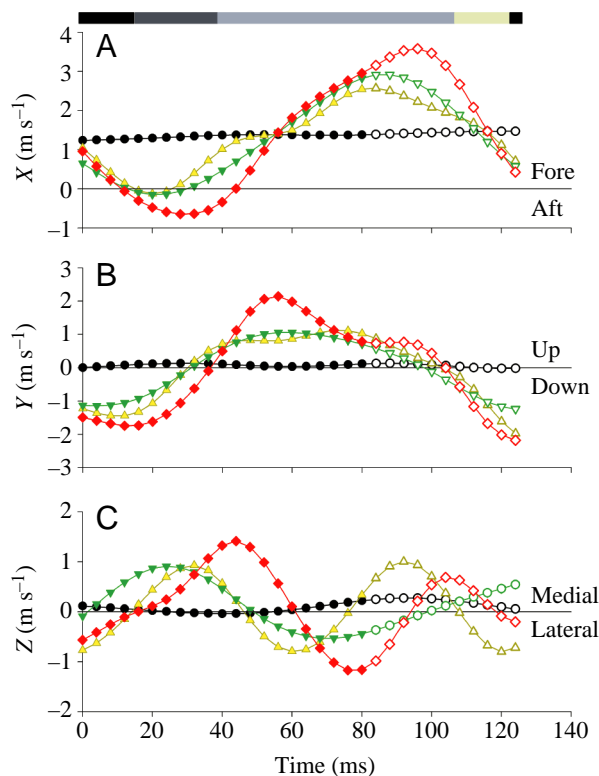 A
4
3
2
1
0
−1
X (m s−1)
Fore
Aft
B
3
2
1
0
−1
−2
−3
Y (m s−1)
Up
Down
C
2
1
0
−1
−2
Z (m s−1)
Medial
Lateral
0 20 40 60 80 100 120 140
Time (ms)